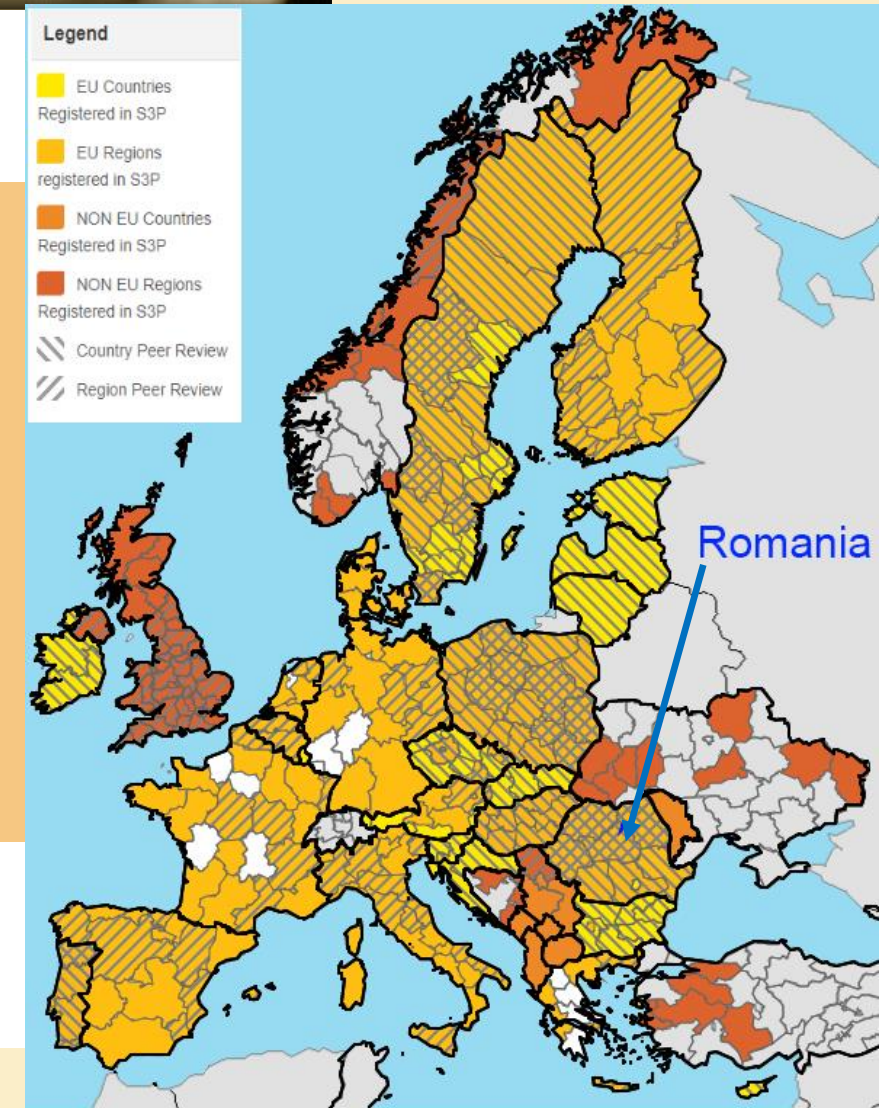 Legend
EU Countries
Registered in S3P
EU Regions
registered in S3P
NON EU Countries
Registered in S3P
NON EU Regions
Registered in S3P
Country Peer Review
Region Peer Review
Romania